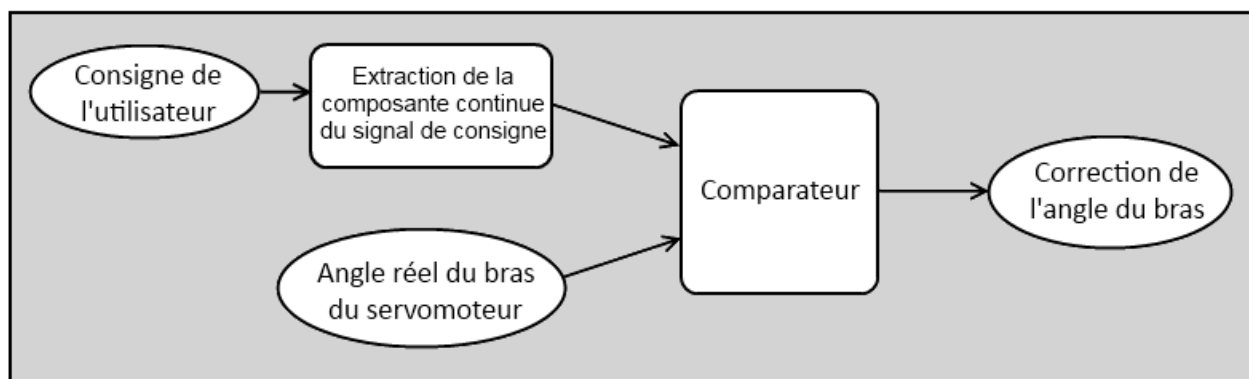 Consigne de
l'utilisateur
Extraction de la
composante continue
du signal de consigne
Comparateur
Correction de
l'angle du bras
Angle réel du bras
du servomoteur